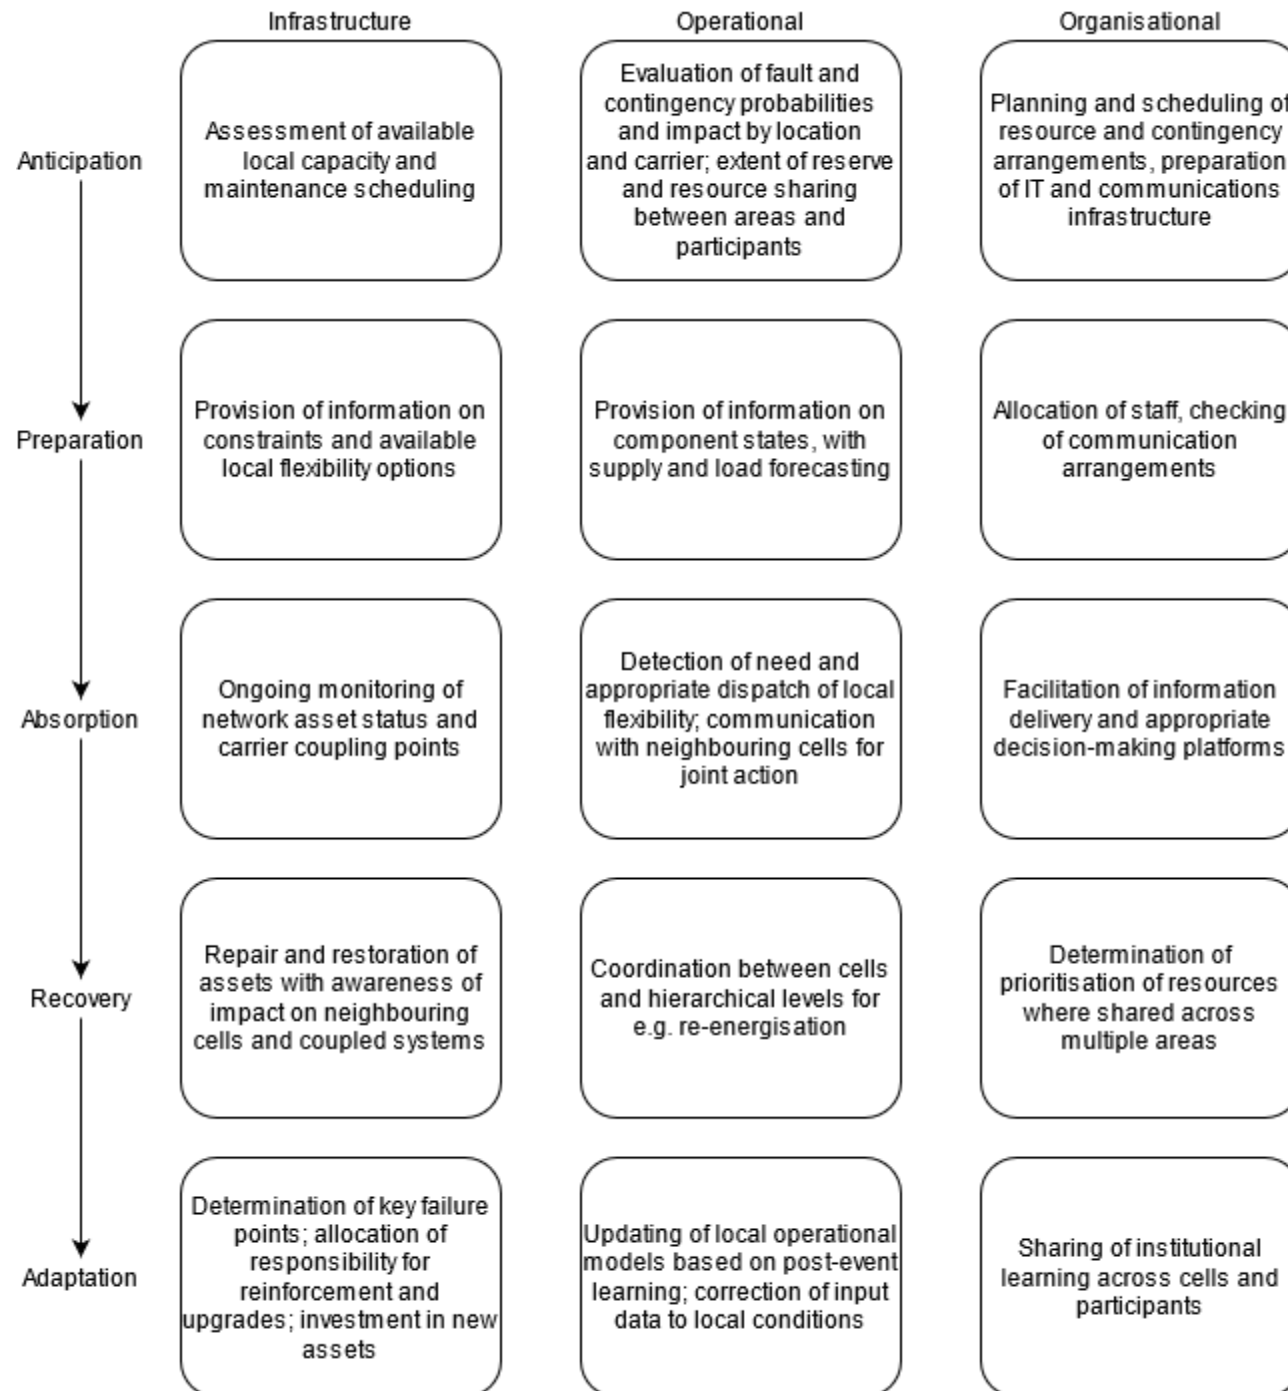 Infrastructure
Operational
Organisational
Anticipation
Assessment of available
local capacity and
maintenance scheduling
Evaluation of fault and
contingency probabilities
and impact by location
and carrier; extent of reserve
and resource sharing
between areas and
participants
Planning and scheduling of
resource and contingency
arrangements, preparation
of IT and communications
infrastructure
Preparation
Provision of information on
constraints and available
local flexibility options
Provision of information on
component states, with
supply and load forecasting
Allocation of staff, checking
of communication
arrangements
Absorption
Ongoing monitoring of
network asset status and
carrier coupling points
Detection of need and
appropriate dispatch of local
flexibility; communication
with neighbouring cells for
joint action
Facilitation of information
delivery and appropriate
decision-making platforms
Recovery
Repair and restoration of
assets with awareness of
impact on neighbouring
cells and coupled systems
Coordination between cells
and hierarchical levels for
e.g. re-energisation
Determination of
prioritisation of resources
where shared across
multiple areas
Adaptation
Determination of key failure
points; allocation of
responsibility for
reinforcement and
upgrades; investment in new
assets
Updating of local operational
models based on post-event
learning; correction of input
data to local conditions
Sharing of institutional
learning across cells and
participants